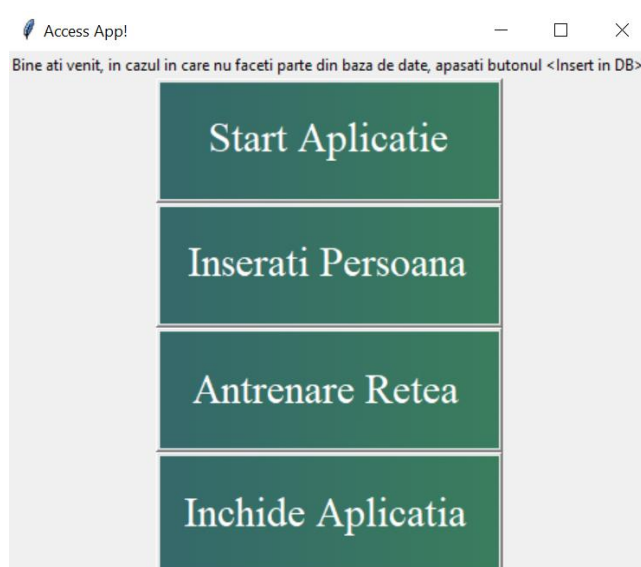 Access App!
Bine ati venit, in cazul in care nu faceti parte din baza de date, apasati butonul <Insert in DB>
Start Aplicatie
Inserati Persoana
Antrenare Retea
Inchide Aplicatia